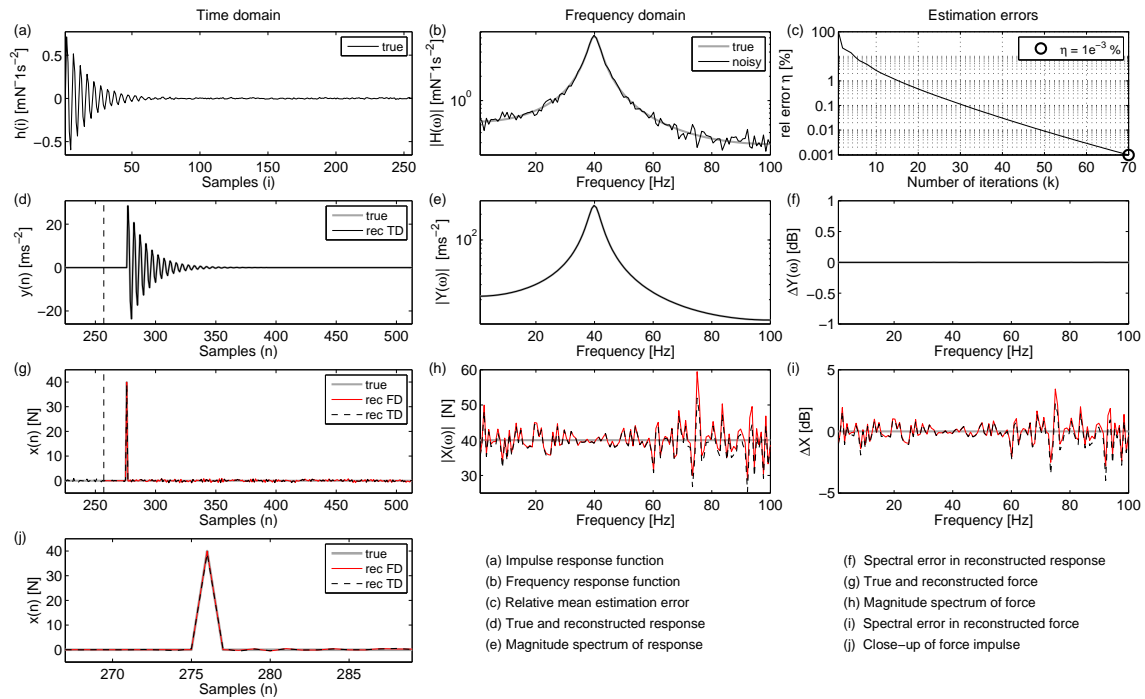 Time domain
Frequency domain
Estimation errors
(a)
h(i) [mN⁻1s⁻²]
0.5
0
−0.5
true
50
100
150
200
250
Samples (i)
(b)
|H(ω)| [mN⁻1s⁻²]
10⁰
true
noisy
20
40
60
80
100
Frequency [Hz]
(c)
rel error η [%]
100
10
1
0.1
0.01
0.001
η = 1e⁻³ %
10
20
30
40
50
60
70
Number of iterations (k)
(d)
y(n) [ms⁻²]
20
0
−20
true
rec TD
250
300
350
400
450
500
Samples (n)
(e)
|Y(ω)| [ms⁻²]
10²
20
40
60
80
100
Frequency [Hz]
(f)
ΔY(ω) [dB]
1
0.5
0
−0.5
−1
20
40
60
80
100
Frequency [Hz]
(g)
x(n) [N]
40
30
20
10
0
true
rec FD
rec TD
250
300
350
400
450
500
Samples (n)
(h)
|X(ω)| [N]
60
50
40
30
20
40
60
80
100
Frequency [Hz]
(i)
ΔX [dB]
5
0
−5
20
40
60
80
100
Frequency [Hz]
(j)
x(n) [N]
40
30
20
10
0
true
rec FD
rec TD
270
275
280
285
Samples (n)
(a) Impulse response function
(b) Frequency response function
(c) Relative mean estimation error
(d) True and reconstructed response
(e) Magnitude spectrum of response
(f) Spectral error in reconstructed response
(g) True and reconstructed force
(h) Magnitude spectrum of force
(i) Spectral error in reconstructed force
(j) Close−up of force impulse